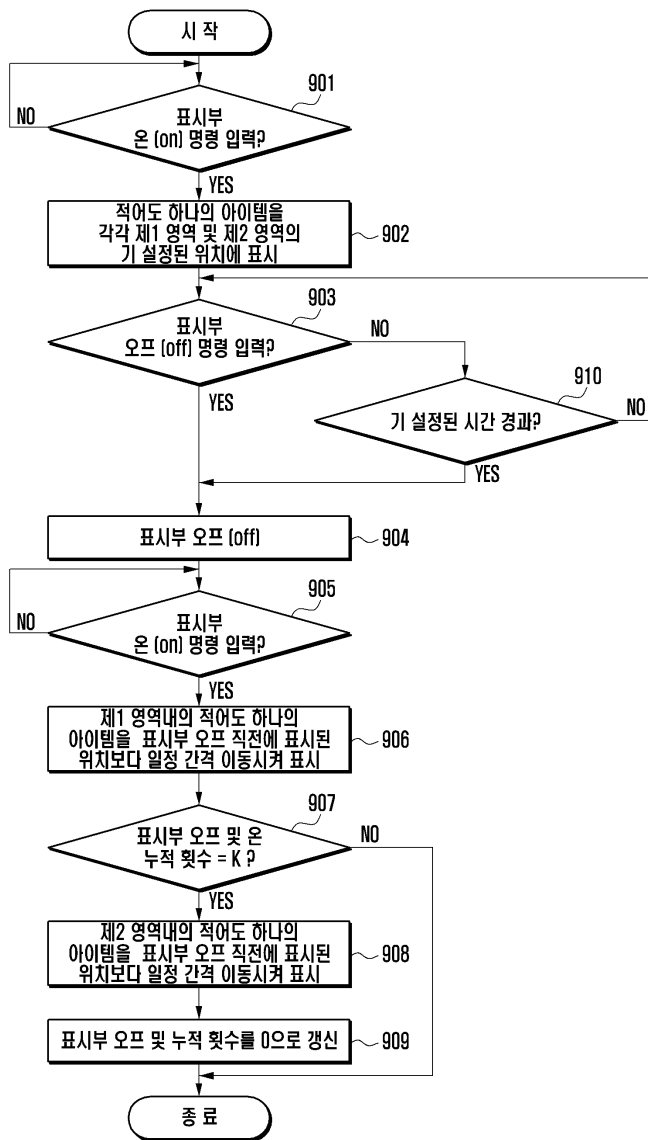 시 작
901
표시부
온 (on) 명령 입력?
NO
YES
적어도 하나의 아이템을
각각 제1 영역 및 제2 영역의
기 설정된 위치에 표시
902
903
표시부
오프 (off) 명령 입력?
NO
YES
910
기 설정된 시간 경과?
NO
YES
표시부 오프 (off)
904
905
표시부
온 (on) 명령 입력?
NO
YES
제1 영역내의 적어도 하나의
아이템을 표시부 오프 직전에 표시된
위치보다 일정 간격 이동시켜 표시
906
907
표시부 오프 및 온
누적 횟수 = K ?
NO
YES
제2 영역내의 적어도 하나의
아이템을 표시부 오프 직전에 표시된
위치보다 일정 간격 이동시켜 표시
908
표시부 오프 및 누적 횟수를 0으로 갱신
909
종 료